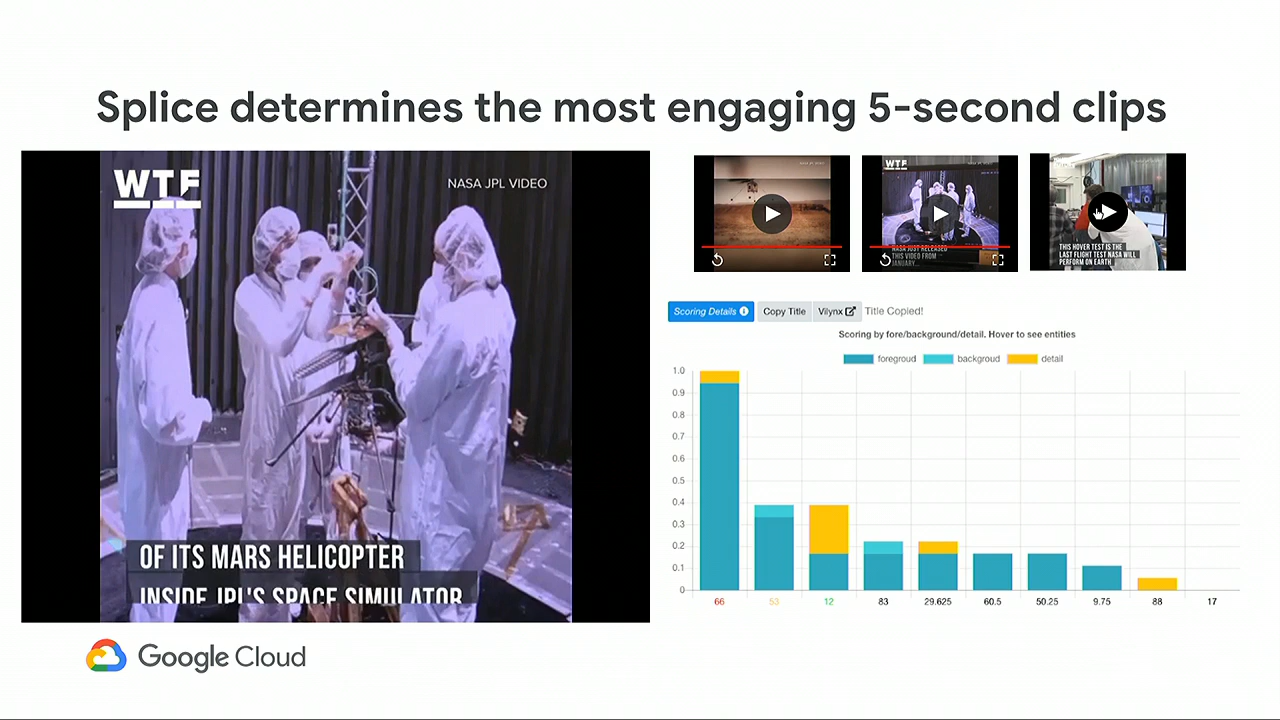 Splice determines the most engaging 5-second clips
WTF
NASA JPL VIDEO
OF ITS MARS HELICOPTER
INSIDE JPL'S SPACE SIMULATOR
NASA JUST RELEASED
THIS VIDEO FROM
JANUARY...
THIS HOVER TEST IS THE
LAST FLIGHT TEST NASA WILL
PERFORM ON EARTH
Scoring Details Copy Title Vilynx Title Copied!
Scoring by fore/background/detail. Hover to see entities
foregroud backgroud detail
1.0
0.9
0.8
0.7
0.6
0.5
0.4
0.3
0.2
0.1
0
66 53 12 83 29.625 60.5 50.25 9.75 88 17
Google Cloud